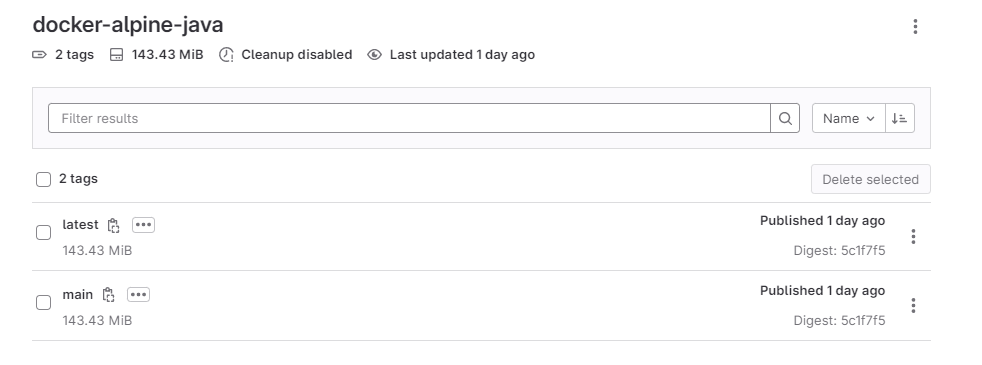 docker-alpine-java
2 tags 143.43 MiB Cleanup disabled Last updated 1 day ago
Filter results
Name
2 tags
Delete selected
latest
Published 1 day ago
143.43 MiB
Digest: 5c1f7f5
main
Published 1 day ago
143.43 MiB
Digest: 5c1f7f5